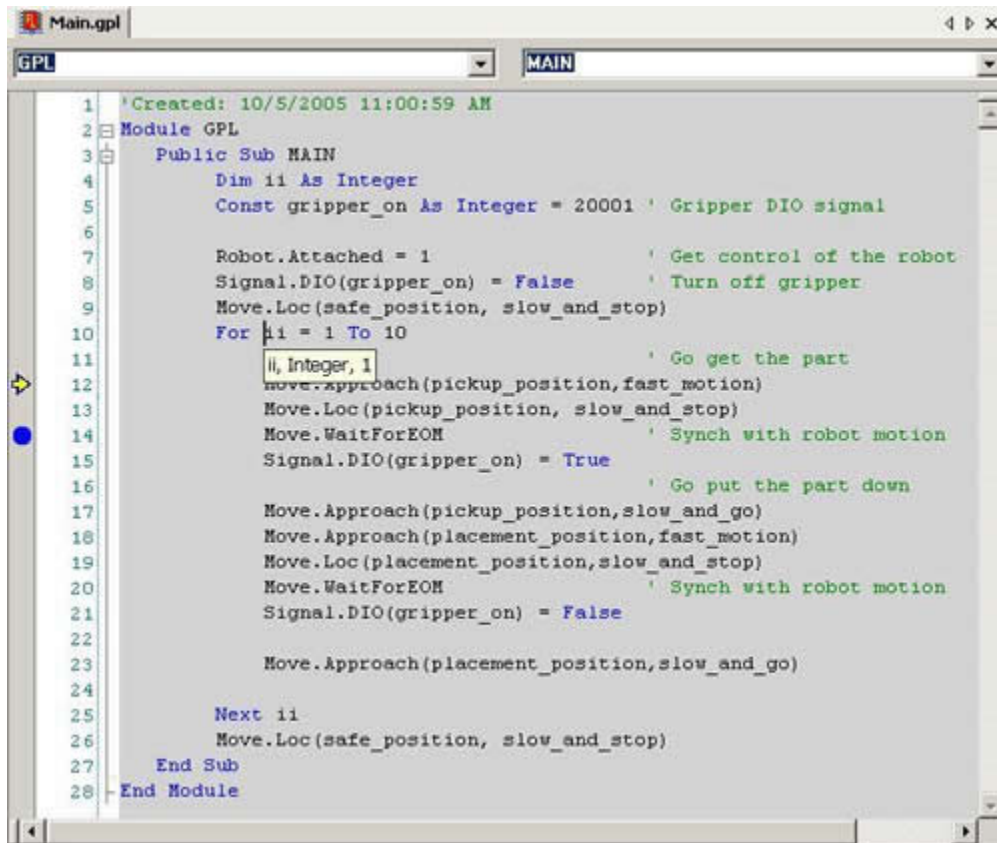 Main.gpl
GPL MAIN
1 'Created: 10/5/2005 11:00:59 AM
2 Module GPL
3 Public Sub MAIN
4 Dim ii As Integer
5 Const gripper_on As Integer = 20001 ' Gripper DIO signal
6
7 Robot.Attached = 1 ' Get control of the robot
8 Signal.DIO(gripper_on) = False ' Turn off gripper
9 Move.Loc(safe_position, slow_and_stop)
10 For ii = 1 To 10
ii, Integer, 1
11 ' Go get the part
12 Move.Approach(pickup_position,fast_motion)
13 Move.Loc(pickup_position, slow_and_stop)
14 Move.WaitForEOM ' Synch with robot motion
15 Signal.DIO(gripper_on) = True
16 ' Go put the part down
17 Move.Approach(pickup_position,slow_and_go)
18 Move.Approach(placement_position,fast_motion)
19 Move.Loc(placement_position,slow_and_stop)
20 Move.WaitForEOM ' Synch with robot motion
21 Signal.DIO(gripper_on) = False
22
23 Move.Approach(placement_position,slow_and_go)
24
25 Next ii
26 Move.Loc(safe_position, slow_and_stop)
27 End Sub
28 End Module